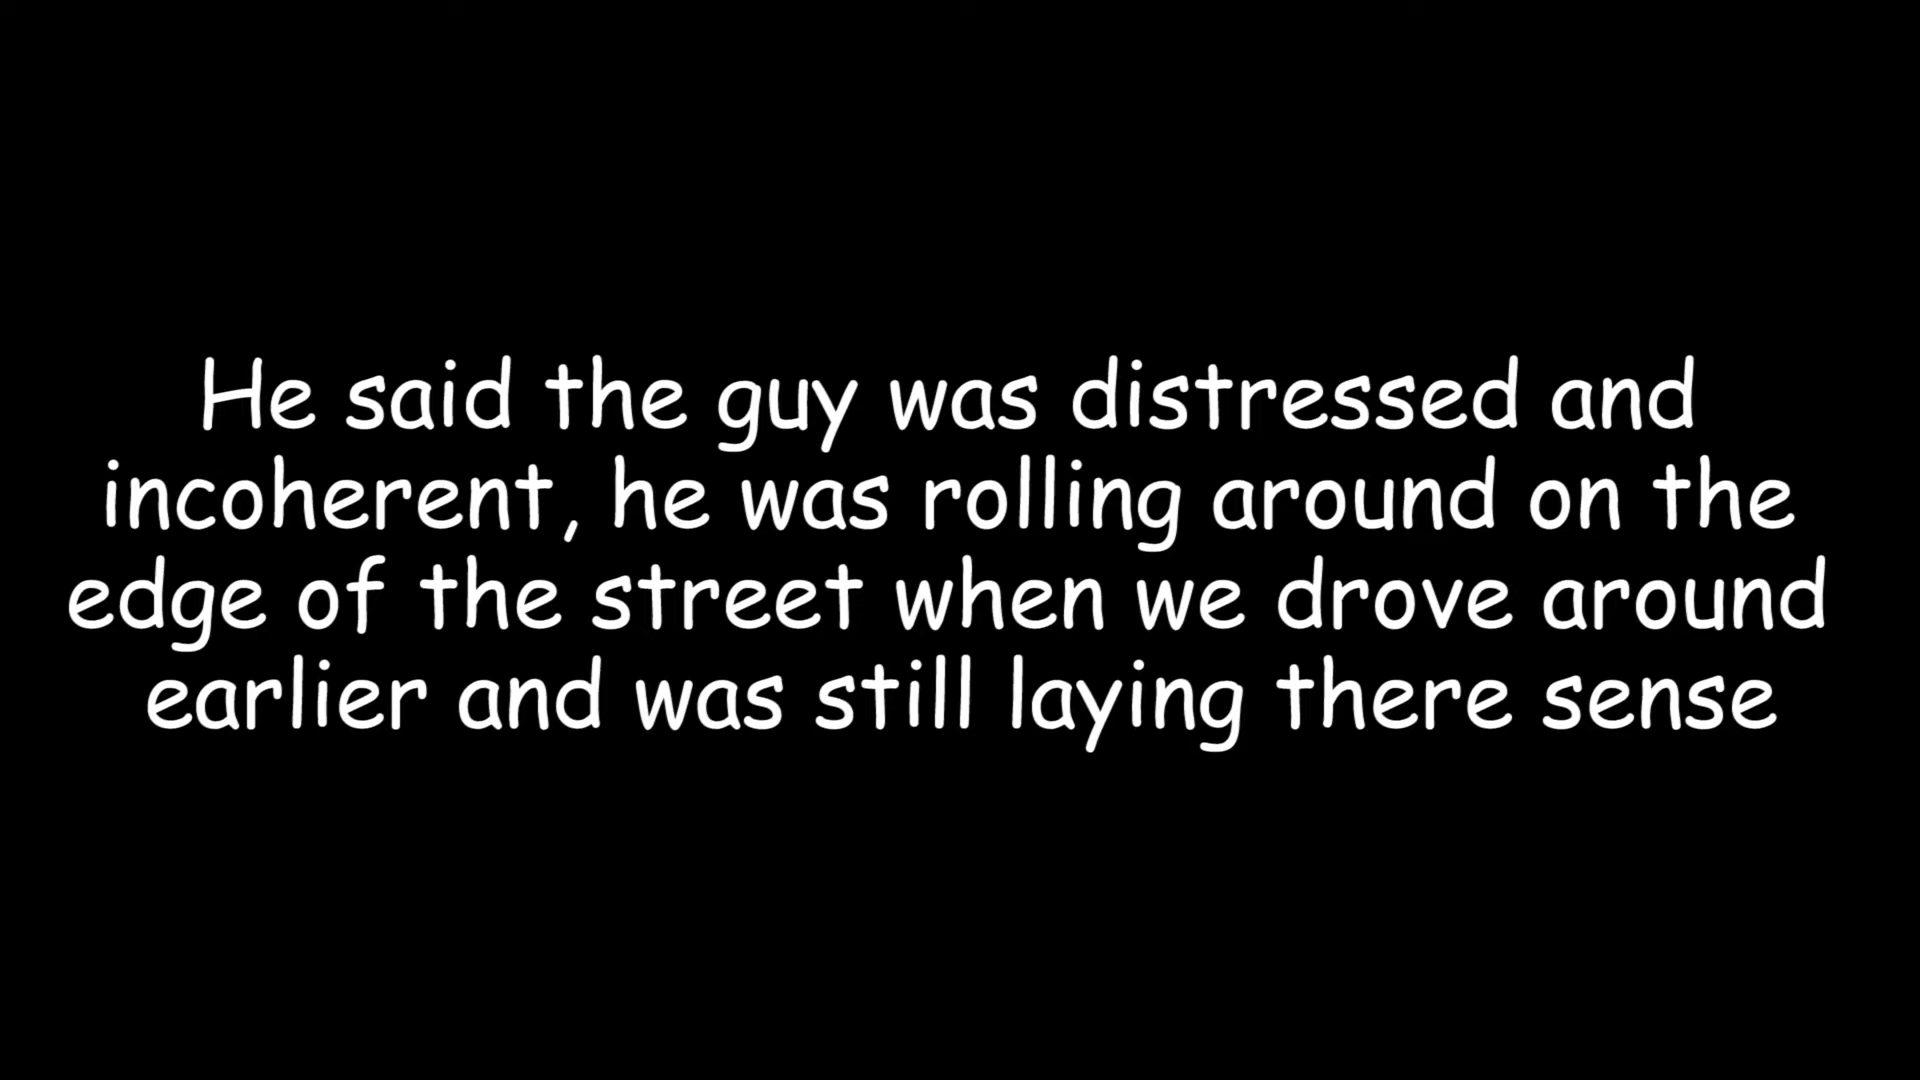 He said the guy was distressed and
incoherent, he was rolling around on the
edge of the street when we drove around
earlier and was still laying there sense